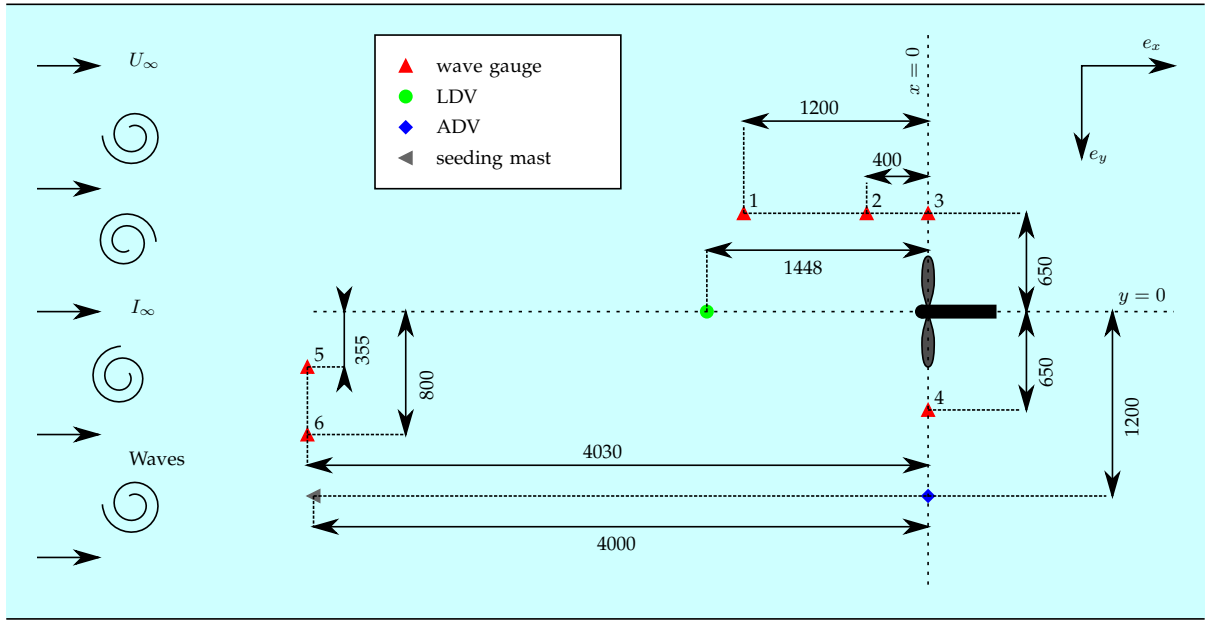 U∞
wave gauge
LDV
ADV
seeding mast
x = 0
e_x
e_y
1200
400
1
2
3
1448
650
I∞
y = 0
355
800
5
6
650
4
1200
Waves
4030
4000